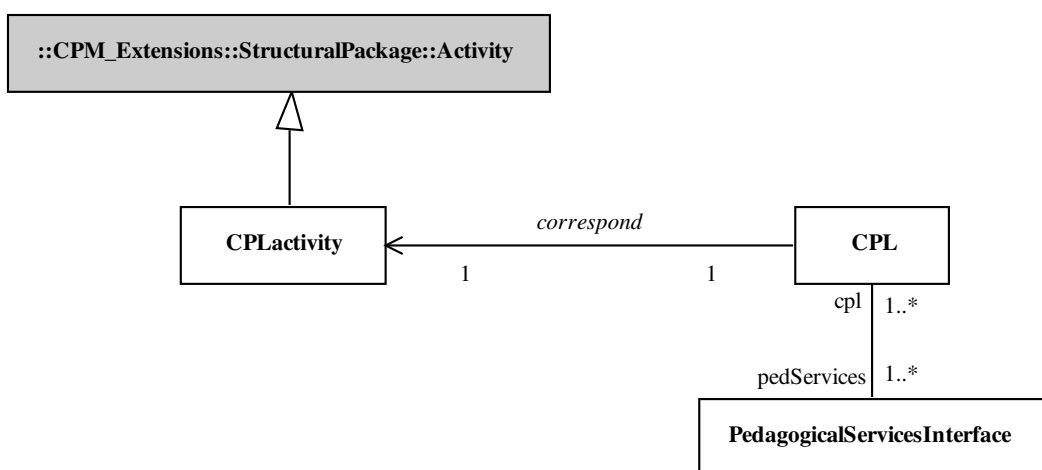 ::CPM_Extensions::StructuralPackage::Activity
correspond
CPLactivity
CPL
1
1
cpl
1..*
pedServices
1..*
PedagogicalServicesInterface